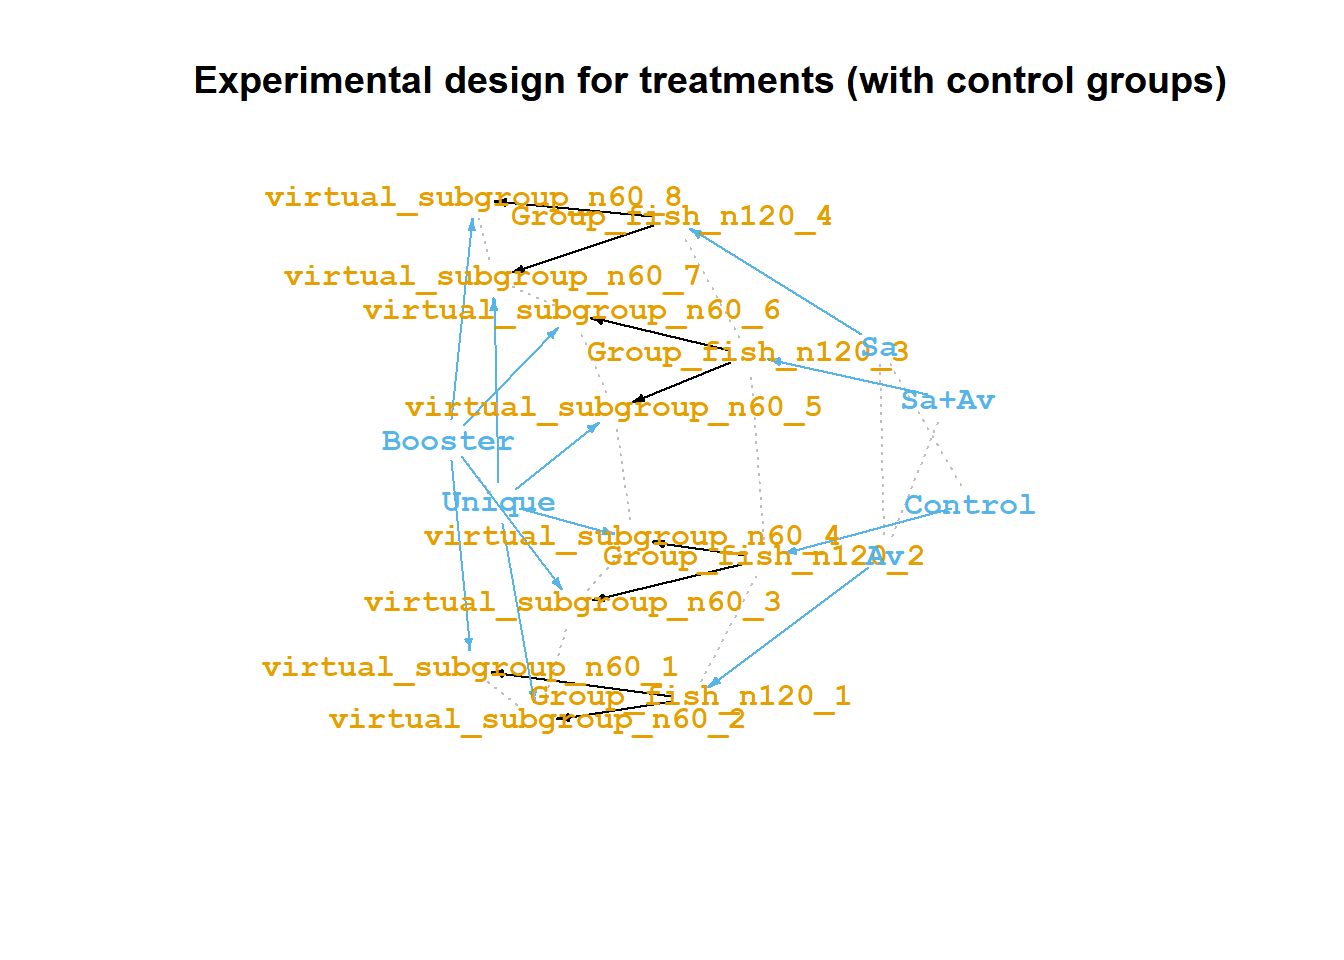 Experimental design for treatments (with control groups)
virtual_subgroup_n60_8
Group_fish_n120_4
virtual_subgroup_n60_7
virtual_subgroup_n60_6
Sa
Group_fish_n120_3
Sa+Av
virtual_subgroup_n60_5
Booster
Unique
Control
virtual_subgroup_n60_4
Group_fish_n120_2
Av
virtual_subgroup_n60_3
virtual_subgroup_n60_1
Group_fish_n120_1
virtual_subgroup_n60_2